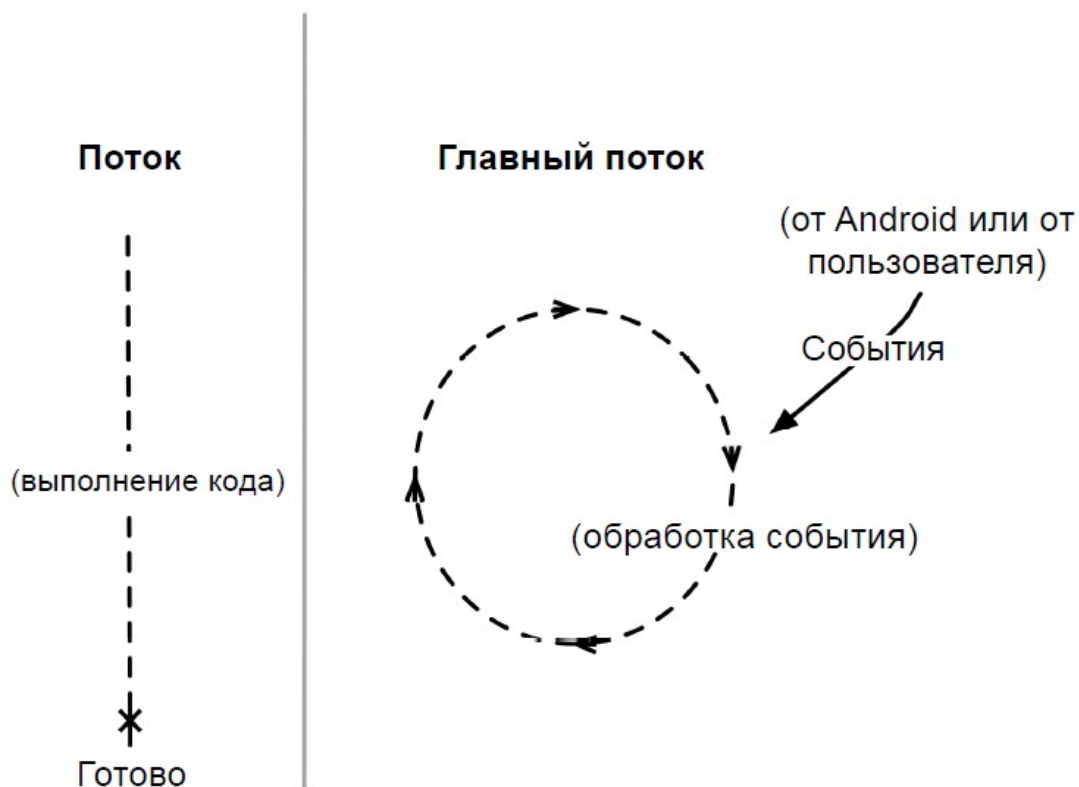 Поток
(выполнение кода)
Готово
Главный поток
(от Android или от
пользователя)
События
(обработка события)